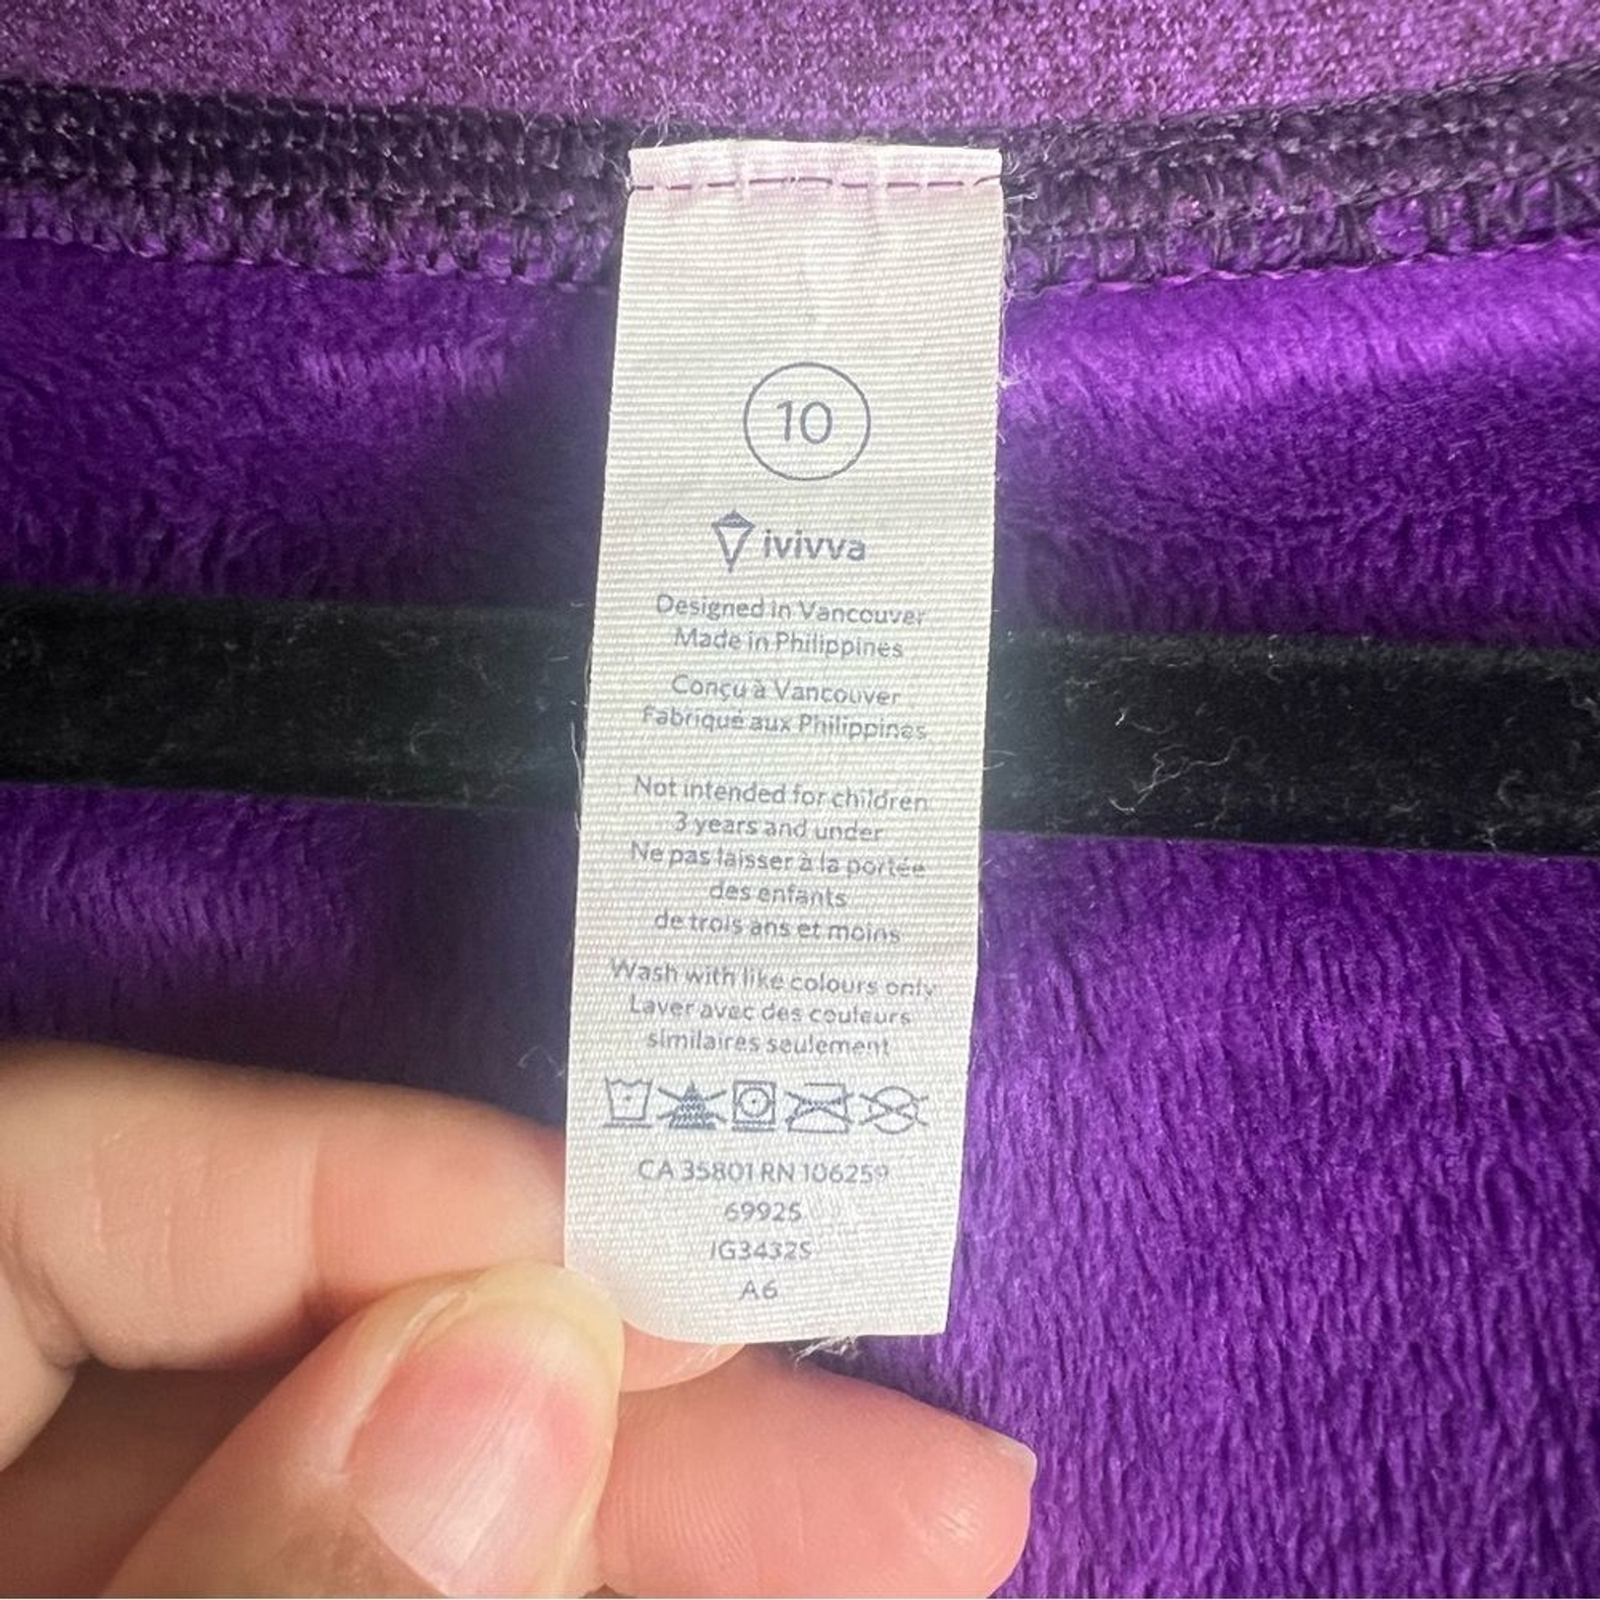 10
ivivva
Designed in Vancouver
Made in Philippines
Conçu à Vancouver
Fabriqué aux Philippines
Not intended for children
3 years and under
Ne pas laisser à la portée
des enfants
de trois ans et moins
Wash with like colours only
Laver avec des couleurs
similaires seulement
CA 35801 RN 106259
6992S
IG3432S
A6